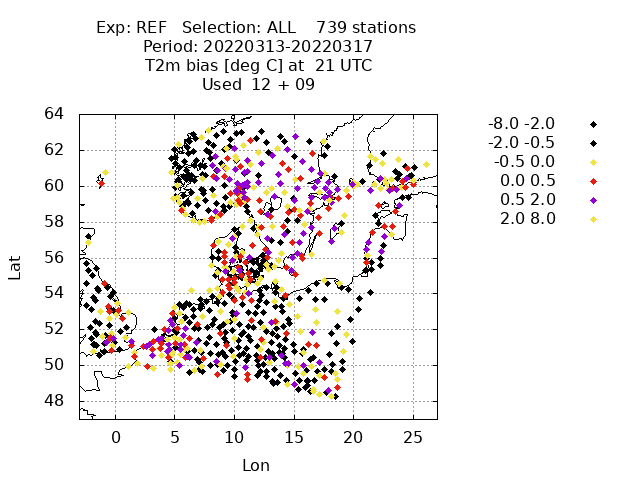 Exp: REF   Selection: ALL    739 stations
Period: 20220313-20220317
T2m bias [deg C] at  21 UTC
Used  12 + 09
-8.0 -2.0
-2.0 -0.5
-0.5 0.0
0.0 0.5
0.5 2.0
2.0 8.0
64
62
60
58
56
54
52
50
48
Lat
0 5 10 15 20 25
Lon